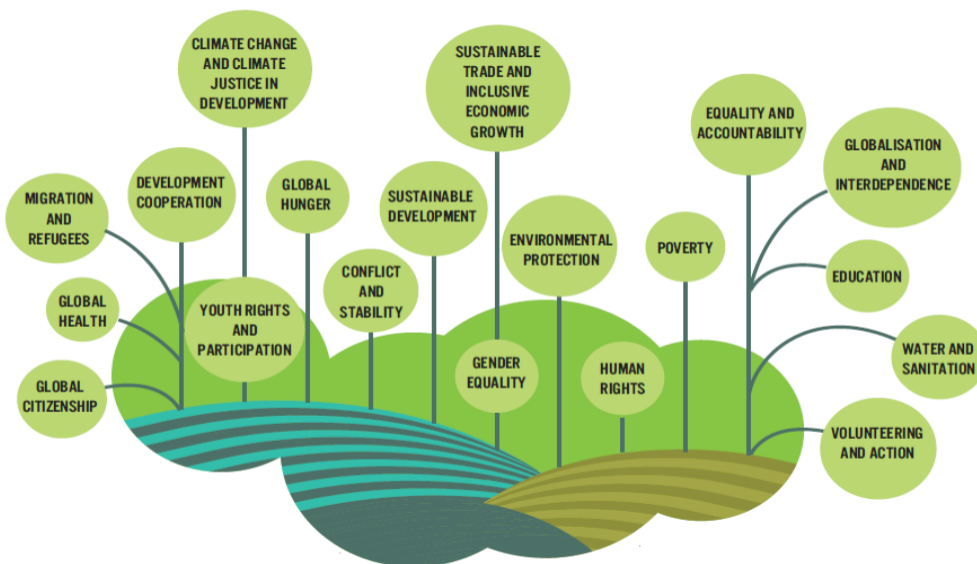 CLIMATE CHANGE
AND CLIMATE
JUSTICE IN
DEVELOPMENT
SUSTAINABLE
TRADE AND
INCLUSIVE
ECONOMIC
GROWTH
EQUALITY AND
ACCOUNTABILITY
GLOBALISATION
AND
INTERDEPENDENCE
MIGRATION
AND
REFUGEES
DEVELOPMENT
COOPERATION
GLOBAL
HUNGER
SUSTAINABLE
DEVELOPMENT
ENVIRONMENTAL
PROTECTION
POVERTY
EDUCATION
GLOBAL
HEALTH
YOUTH RIGHTS
AND
PARTICIPATION
CONFLICT
AND
STABILITY
GENDER
EQUALITY
HUMAN
RIGHTS
WATER AND
SANITATION
GLOBAL
CITIZENSHIP
VOLUNTEERING
AND ACTION